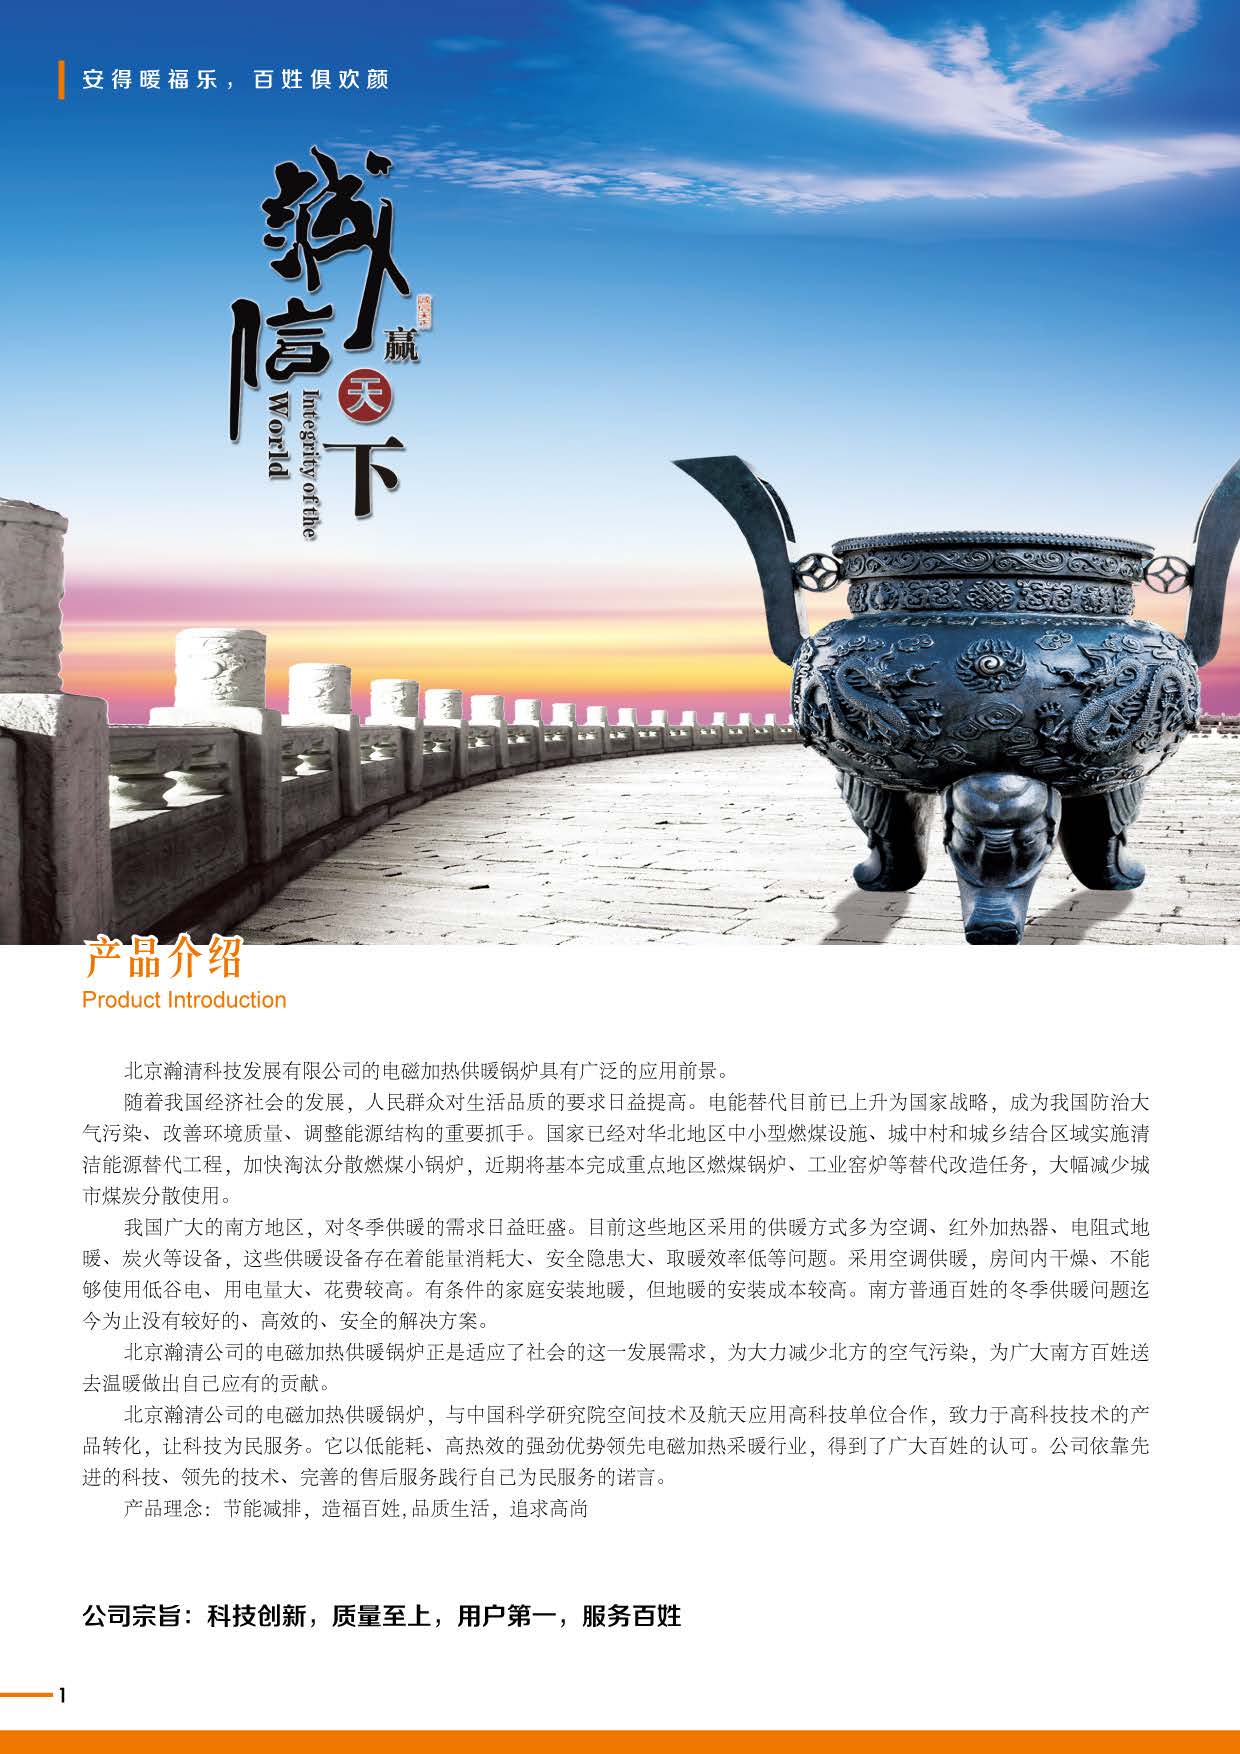 安得暖福乐，百姓俱欢颜
誠信
赢
天
下
Integrity of the
World
产品介绍
Product Introduction
北京瀚清科技发展有限公司的电磁加热供暖锅炉具有广泛的应用前景。
随着我国经济社会的发展，人民群众对生活品质的要求日益提高。电能替代目前已上升为国家战略，成为我国防治大
气污染、改善环境质量、调整能源结构的重要抓手。国家已经对华北地区中小型燃煤设施、城中村和城乡结合区域实施清
洁能源替代工程，加快淘汰分散燃煤小锅炉，近期将基本完成重点地区燃煤锅炉、工业窑炉等替代改造任务，大幅减少城
市煤炭分散使用。
我国广大的南方地区，对冬季供暖的需求日益旺盛。目前这些地区采用的供暖方式多为空调、红外加热器、电阻式地
暖、炭火等设备，这些供暖设备存在着能量消耗大、安全隐患大、取暖效率低等问题。采用空调供暖，房间内干燥、不能
够使用低谷电、用电量大、花费较高。有条件的家庭安装地暖，但地暖的安装成本较高。南方普通百姓的冬季供暖问题迄
今为止没有较好的、高效的、安全的解决方案。
北京瀚清公司的电磁加热供暖锅炉正是适应了社会的这一发展需求，为大力减少北方的空气污染，为广大南方百姓送
去温暖做出自己应有的贡献。
北京瀚清公司的电磁加热供暖锅炉，与中国科学研究院空间技术及航天应用高科技单位合作，致力于高科技技术的产
品转化，让科技为民服务。它以低能耗、高热效的强劲优势领先电磁加热采暖行业，得到了广大百姓的认可。公司依靠先
进的科技、领先的技术、完善的售后服务践行自己为民服务的诺言。
产品理念：节能减排，造福百姓,品质生活，追求高尚
公司宗旨：科技创新，质量至上，用户第一，服务百姓
1